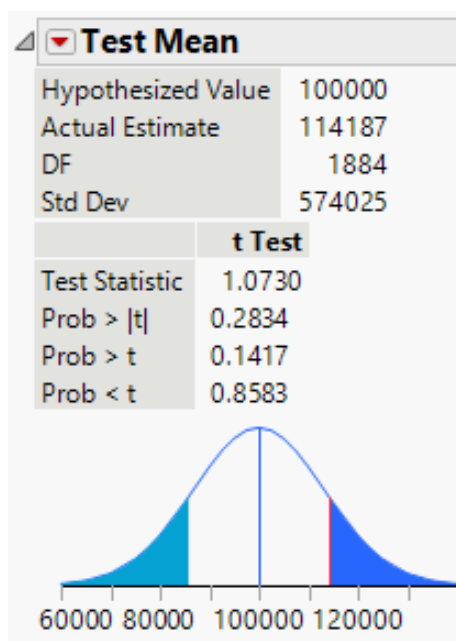 Test Mean
Hypothesized Value 100000
Actual Estimate 114187
DF 1884
Std Dev 574025
t Test
Test Statistic 1.0730
Prob > |t| 0.2834
Prob > t 0.1417
Prob < t 0.8583
60000 80000 100000 120000